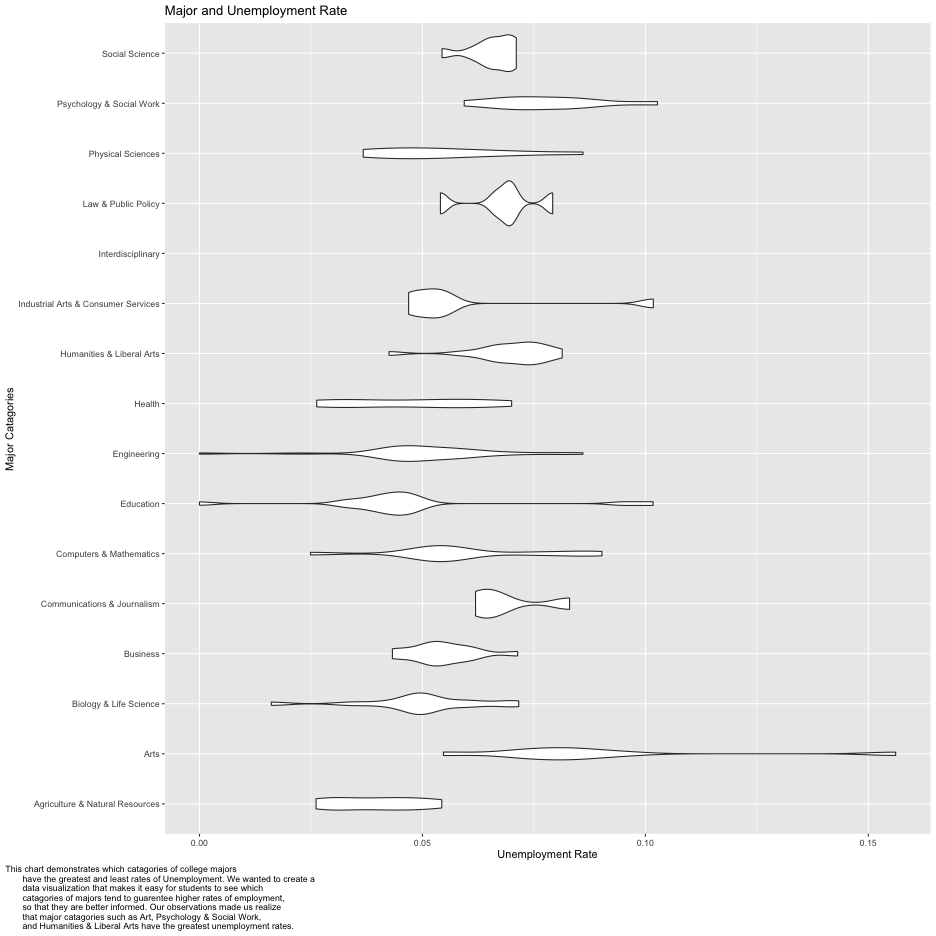 Major and Unemployment Rate
Social Science
Psychology & Social Work
Physical Sciences
Law & Public Policy
Interdisciplinary
Industrial Arts & Consumer Services
Humanities & Liberal Arts
Health
Engineering
Education
Computers & Mathematics
Communications & Journalism
Business
Biology & Life Science
Arts
Agriculture & Natural Resources
Major Catagories
0.00 0.05 0.10 0.15
Unemployment Rate
This chart demonstrates which catagories of college majors
have the greatest and least rates of Unemployment. We wanted to create a
data visualization that makes it easy for students to see which
catagories of majors tend to guarentee higher rates of employment,
so that they are better informed. Our observations made us realize
that major catagories such as Art, Psychology & Social Work,
and Humanities & Liberal Arts have the greatest unemployment rates.